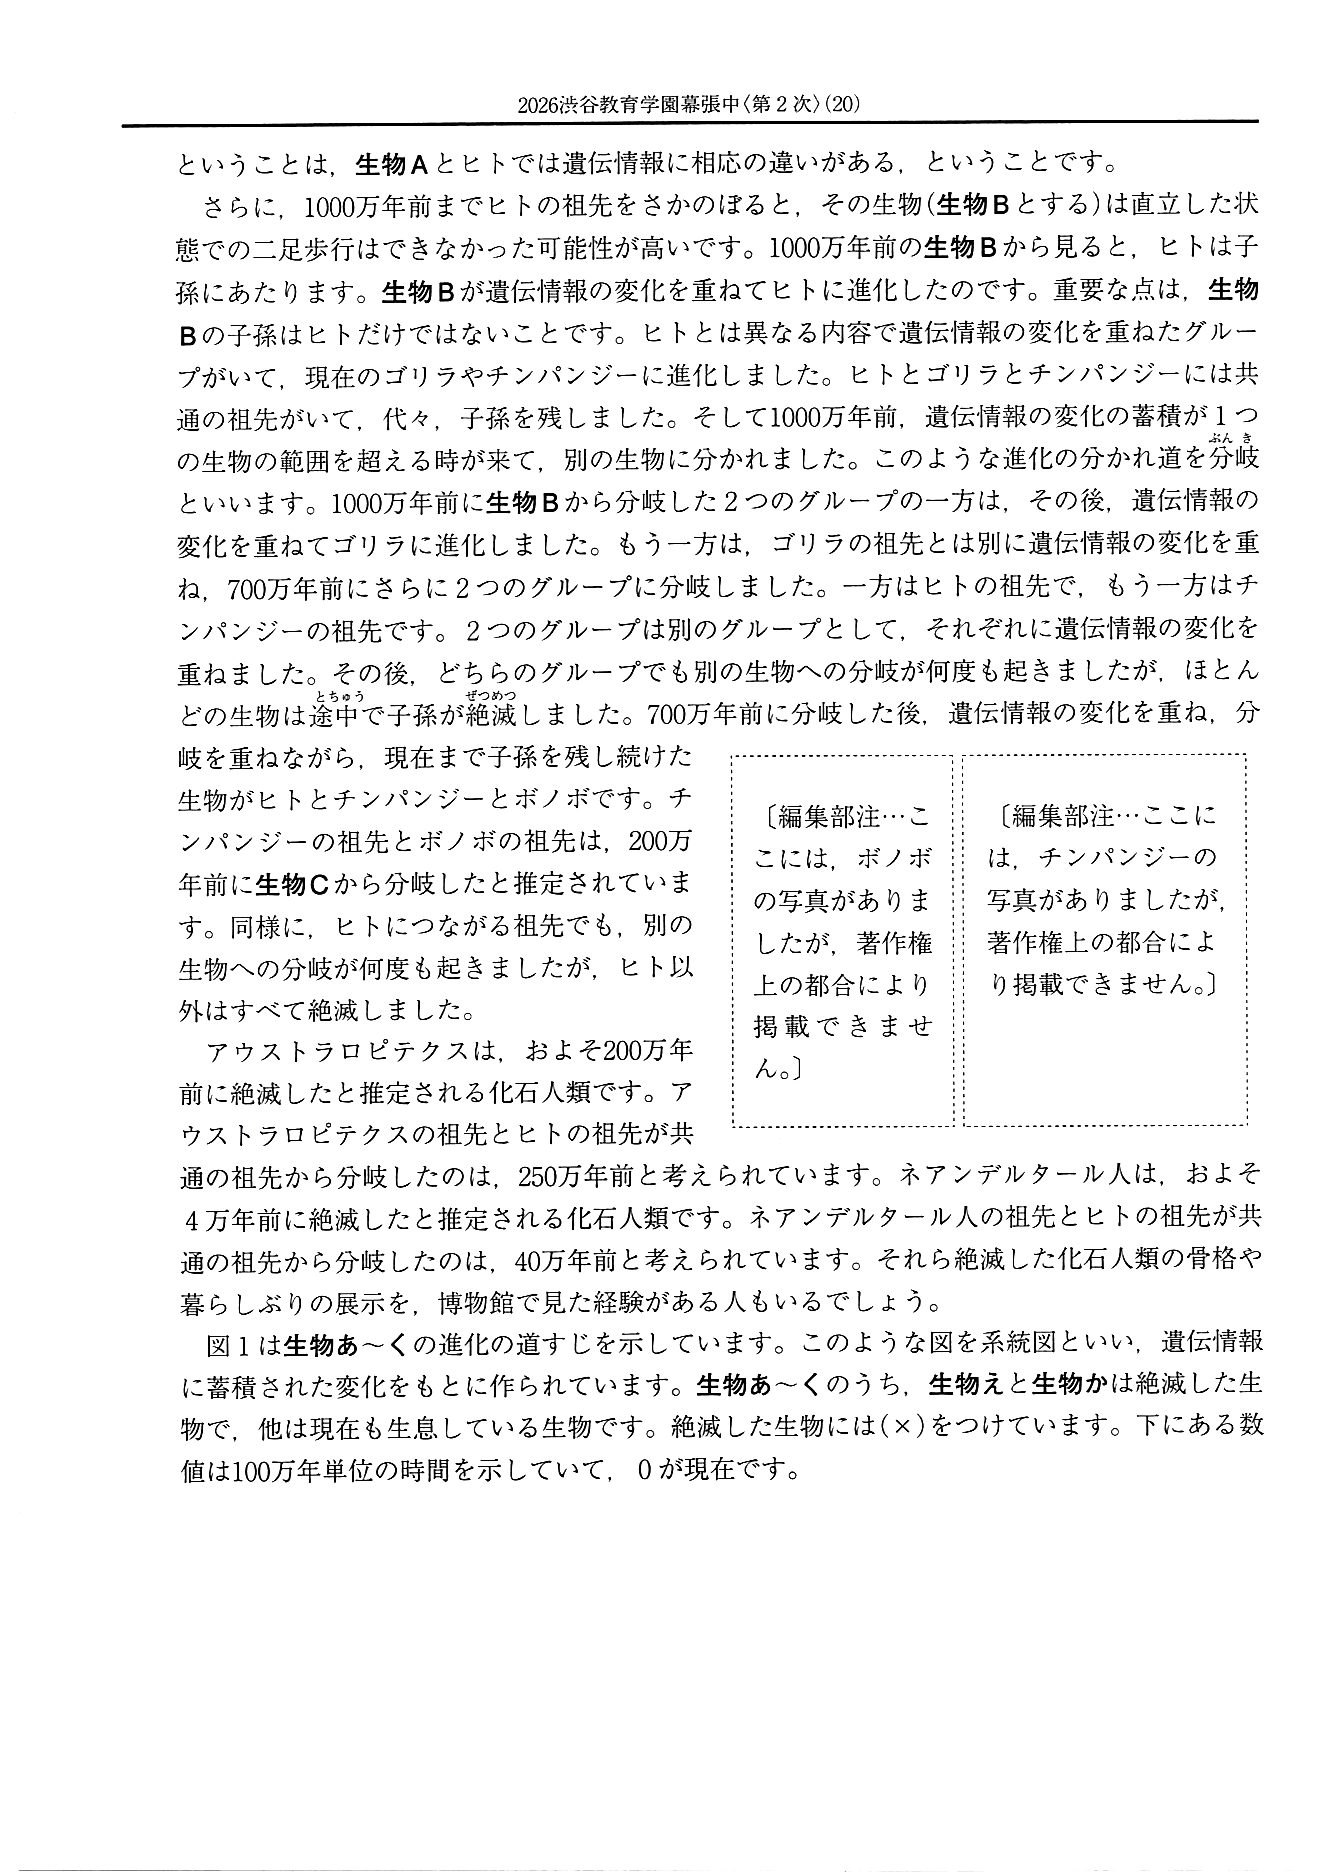 2026渋谷教育学園幕張中〈第２次〉(20)
ということは，生物Aとヒトでは遺伝情報に相応の違いがある，ということです。
さらに，1000万年前までヒトの祖先をさかのぼると，その生物(生物Bとする)は直立した状
態での二足歩行はできなかった可能性が高いです。1000万年前の生物Bから見ると，ヒトは子
孫にあたります。生物Bが遺伝情報の変化を重ねてヒトに進化したのです。重要な点は，生物
Bの子孫はヒトだけではないことです。ヒトとは異なる内容で遺伝情報の変化を重ねたグルー
プがいて，現在のゴリラやチンパンジーに進化しました。ヒトとゴリラとチンパンジーには共
通の祖先がいて，代々，子孫を残しました。そして1000万年前，遺伝情報の変化の蓄積が１つ
ぶんき
の生物の範囲を超える時が来て，別の生物に分かれました。このような進化の分かれ道を分岐
といいます。1000万年前に生物Bから分岐した２つのグループの一方は，その後，遺伝情報の
変化を重ねてゴリラに進化しました。もう一方は，ゴリラの祖先とは別に遺伝情報の変化を重
ね，700万年前にさらに２つのグループに分岐しました。一方はヒトの祖先で，もう一方はチ
ンパンジーの祖先です。２つのグループは別のグループとして，それぞれに遺伝情報の変化を
重ねました。その後，どちらのグループでも別の生物への分岐が何度も起きましたが，ほとん
とちゅう ぜつめつ
どの生物は途中で子孫が絶滅しました。700万年前に分岐した後，遺伝情報の変化を重ね，分
岐を重ねながら，現在まで子孫を残し続けた
生物がヒトとチンパンジーとボノボです。チ
ンパンジーの祖先とボノボの祖先は，200万
年前に生物Cから分岐したと推定されていま
す。同様に，ヒトにつながる祖先でも，別の
生物への分岐が何度も起きましたが，ヒト以
外はすべて絶滅しました。
アウストラロピテクスは，およそ200万年
前に絶滅したと推定される化石人類です。ア
ウストラロピテクスの祖先とヒトの祖先が共
〔編集部注…こ
こには，ボノボ
の写真がありま
したが，著作権
上の都合により
掲載できませ
ん。〕
〔編集部注…ここに
は，チンパンジーの
写真がありましたが，
著作権上の都合によ
り掲載できません。〕
通の祖先から分岐したのは，250万年前と考えられています。ネアンデルタール人は，およそ
４万年前に絶滅したと推定される化石人類です。ネアンデルタール人の祖先とヒトの祖先が共
通の祖先から分岐したのは，40万年前と考えられています。それら絶滅した化石人類の骨格や
暮らしぶりの展示を，博物館で見た経験がある人もいるでしょう。
図１は生物あ～くの進化の道すじを示しています。このような図を系統図といい，遺伝情報
に蓄積された変化をもとに作られています。生物あ～くのうち，生物えと生物かは絶滅した生
物で，他は現在も生息している生物です。絶滅した生物には(×)をつけています。下にある数
値は100万年単位の時間を示していて，０が現在です。